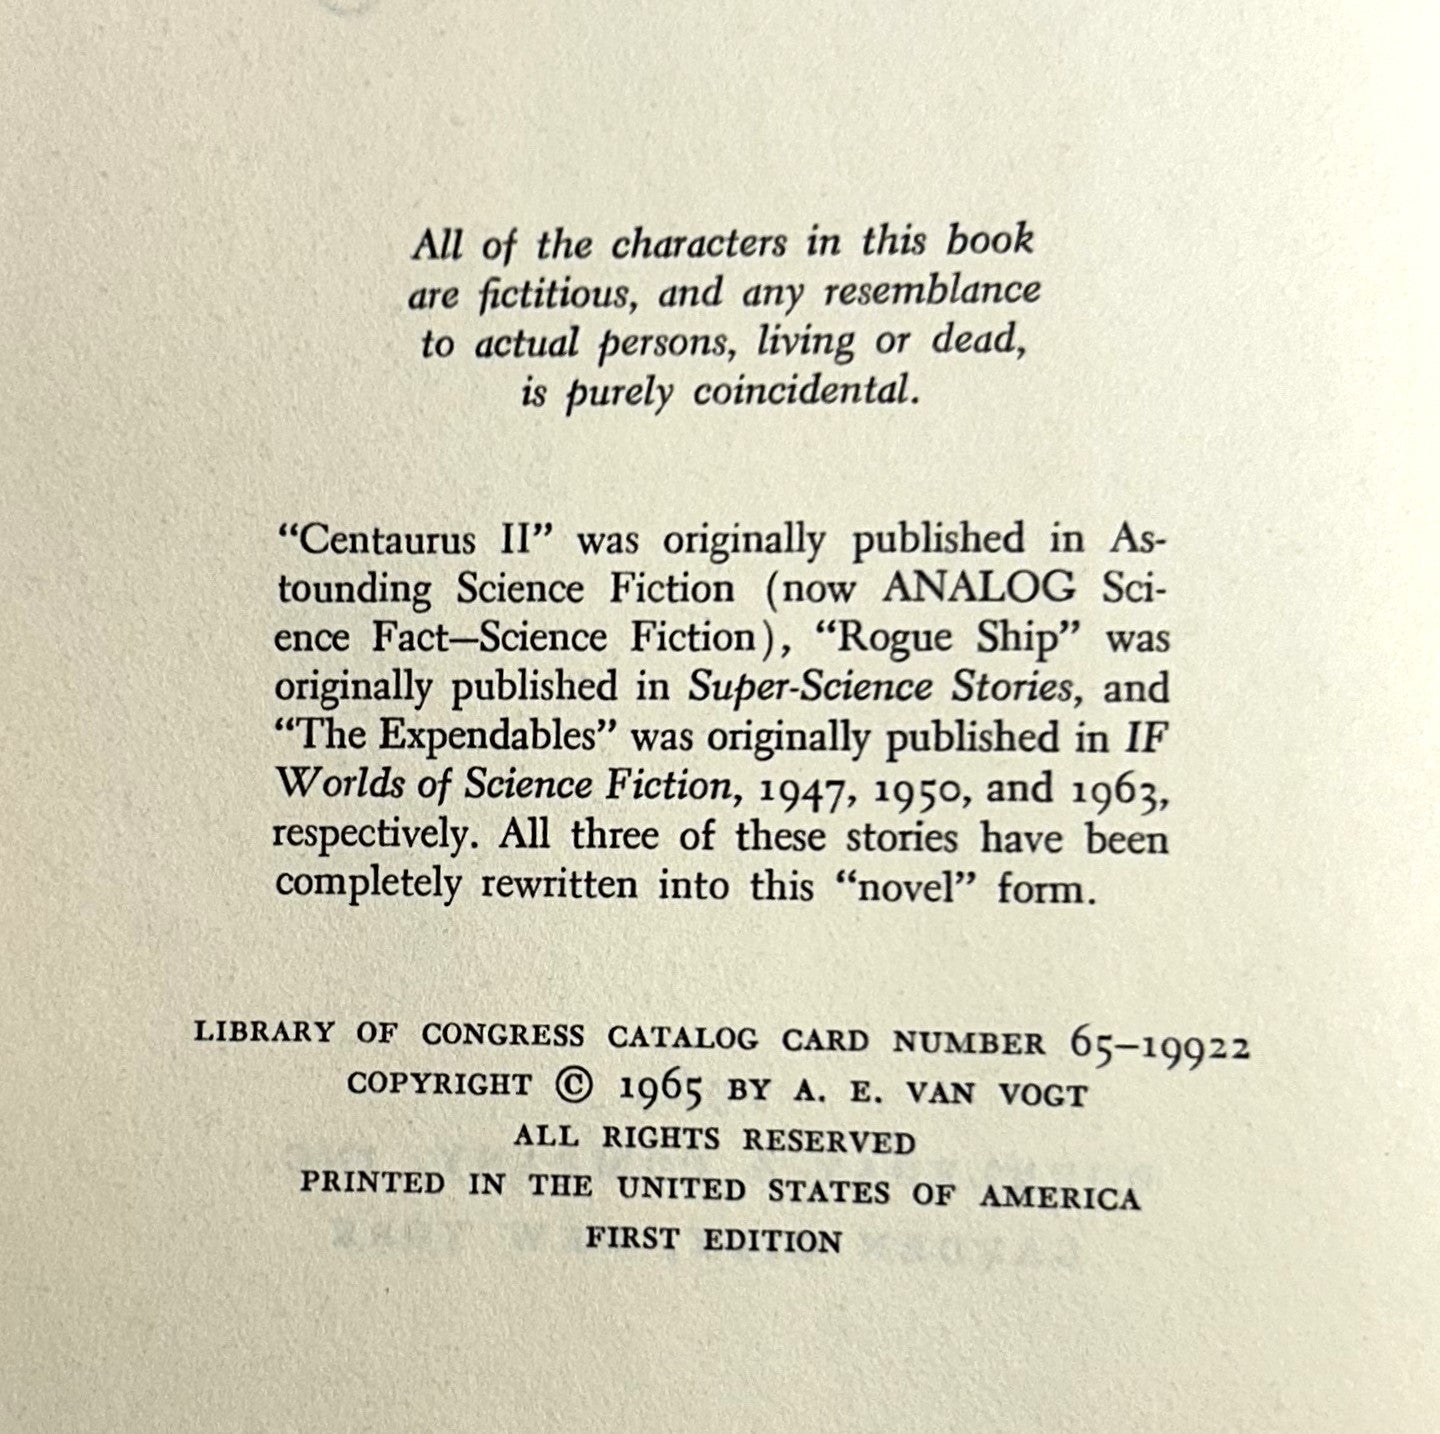 All of the characters in this book
are fictitious, and any resemblance
to actual persons, living or dead,
is purely coincidental.
“Centaurus II” was originally published in As-
tounding Science Fiction (now ANALOG Sci-
ence Fact—Science Fiction), “Rogue Ship” was
originally published in Super-Science Stories, and
“The Expendables” was originally published in IF
Worlds of Science Fiction, 1947, 1950, and 1963,
respectively. All three of these stories have been
completely rewritten into this “novel” form.
LIBRARY OF CONGRESS CATALOG CARD NUMBER 65–19922
COPYRIGHT © 1965 BY A. E. VAN VOGT
ALL RIGHTS RESERVED
PRINTED IN THE UNITED STATES OF AMERICA
FIRST EDITION